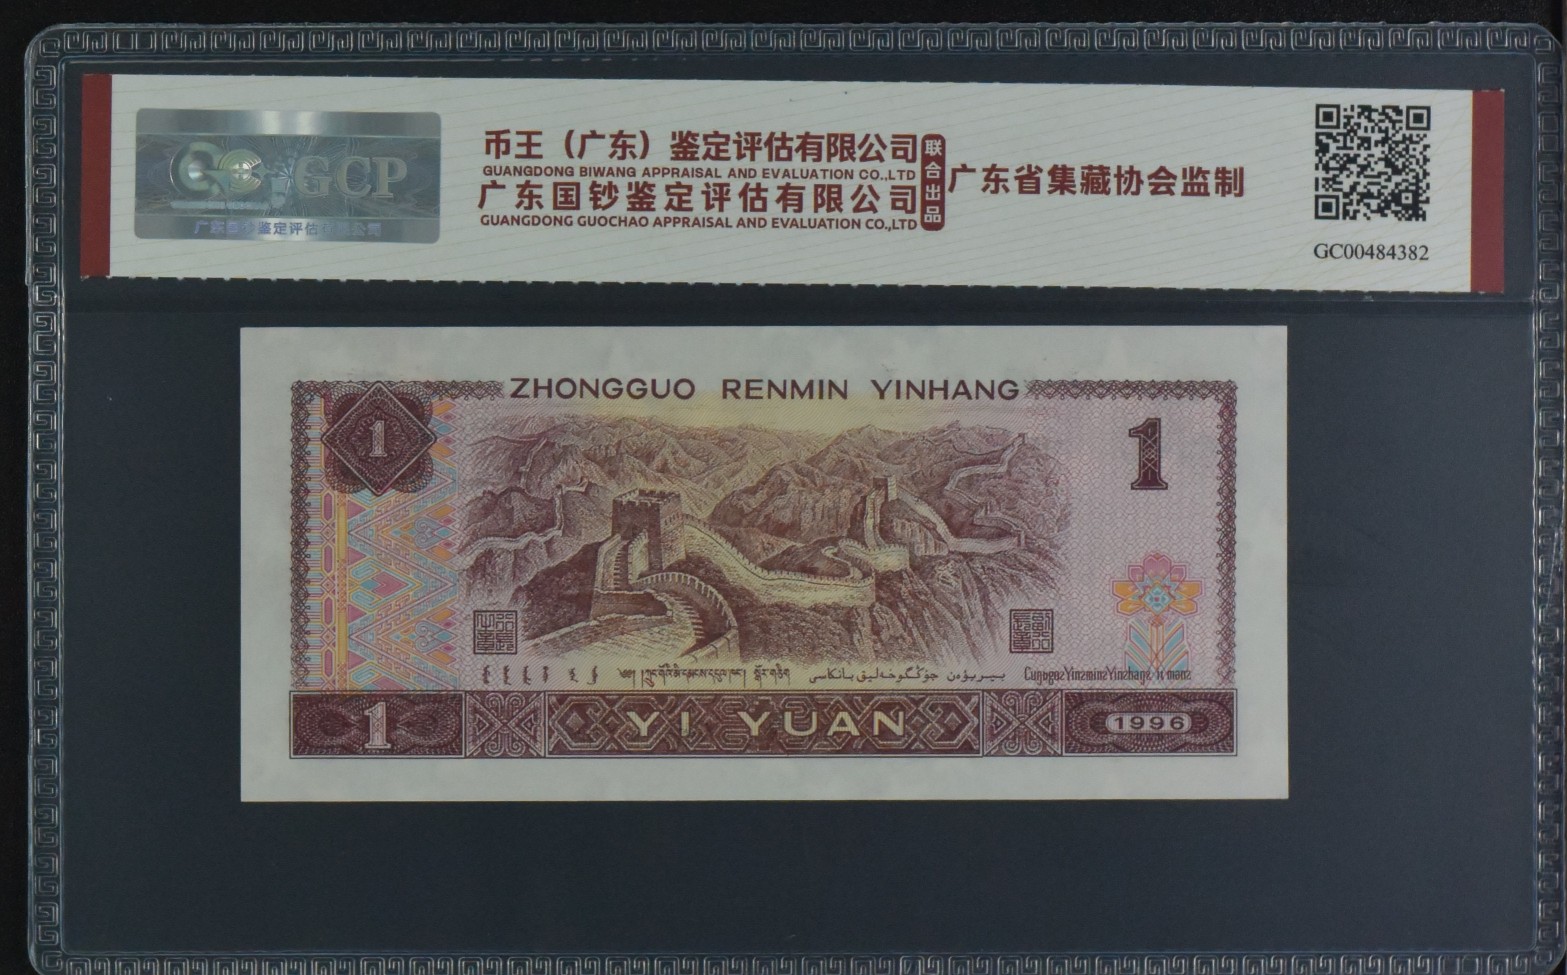 GCP
币王（广东）鉴定评估有限公司
GUANGDONG BIWANG APPRAISAL AND EVALUATION CO.,LTD
广东国钞鉴定评估有限公司
GUANGDONG GUOCHAO APPRAISAL AND EVALUATION CO.,LTD
联合出品
广东省集藏协会监制
GC00484382
ZHONGGUO RENMIN YINHANG
1
1
1
YI YUAN
1996